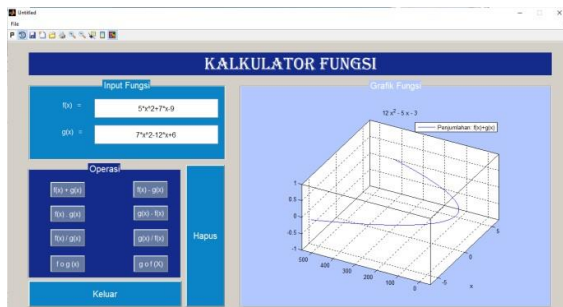 Untitled
File
P
KALKULATOR FUNGSI
Input Fungsi
f(x) = 5*x^2+7*x-9
g(x) = 7*x^2-12*x+6
Operasi
f(x) + g(x) f(x) - g(x)
f(x) . g(x) g(x) - f(x)
f(x) / g(x) g(x) / f(x)
f o g (x) g o f (X)
Hapus
Keluar
Grafik Fungsi
12 x² - 5 x - 3
Penjumlahan: f(x)+g(x)
1
0.5
0
-0.5
-1
500 400 300 200 100 0
5
0
-5
x